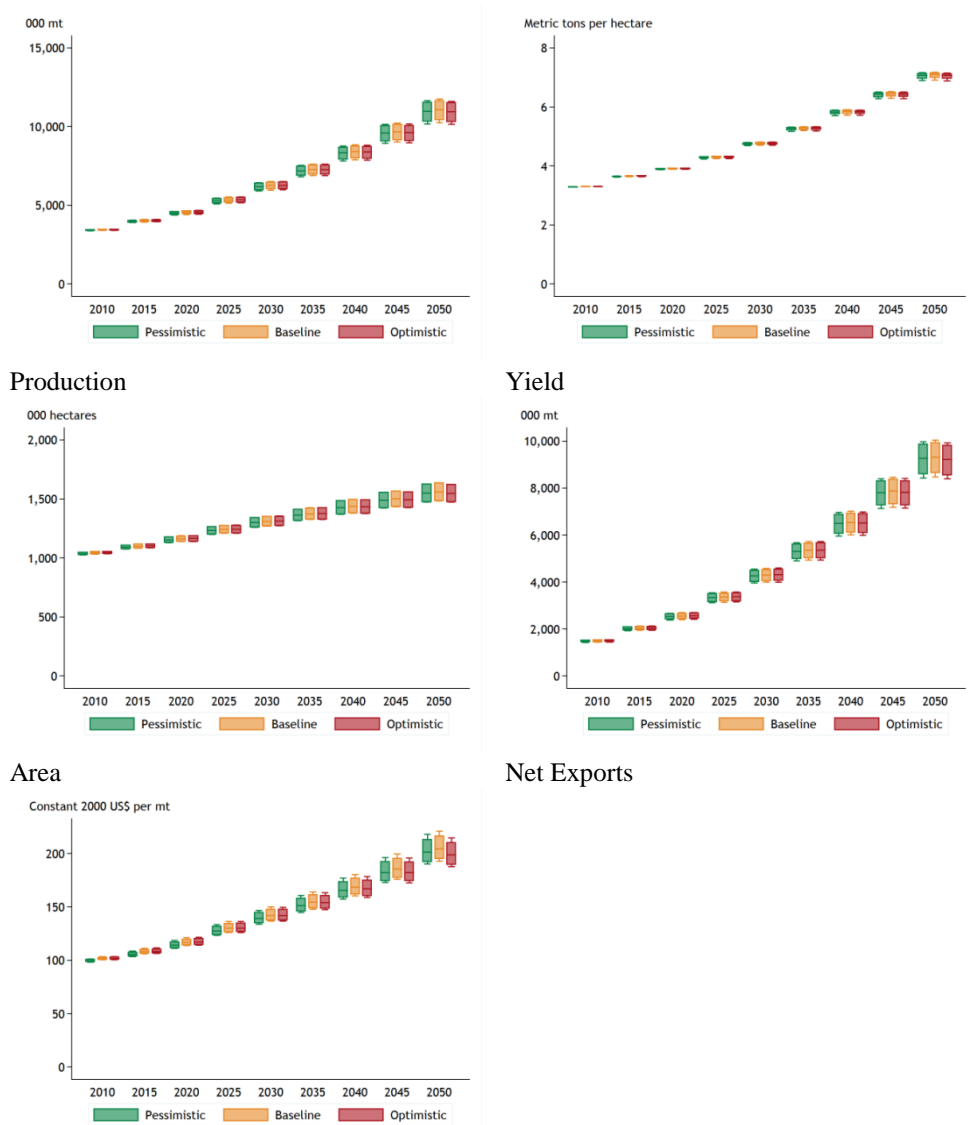 000 mt
15,000
10,000
5,000
0
2010 2015 2020 2025 2030 2035 2040 2045 2050
Pessimistic Baseline Optimistic
Metric tons per hectare
8
6
4
2
0
2010 2015 2020 2025 2030 2035 2040 2045 2050
Pessimistic Baseline Optimistic
Production
Yield
000 hectares
2,000
1,500
1,000
500
0
2010 2015 2020 2025 2030 2035 2040 2045 2050
Pessimistic Baseline Optimistic
000 mt
10,000
8,000
6,000
4,000
2,000
0
2010 2015 2020 2025 2030 2035 2040 2045 2050
Pessimistic Baseline Optimistic
Area
Net Exports
Constant 2000 US$ per mt
200
150
100
50
0
2010 2015 2020 2025 2030 2035 2040 2045 2050
Pessimistic Baseline Optimistic